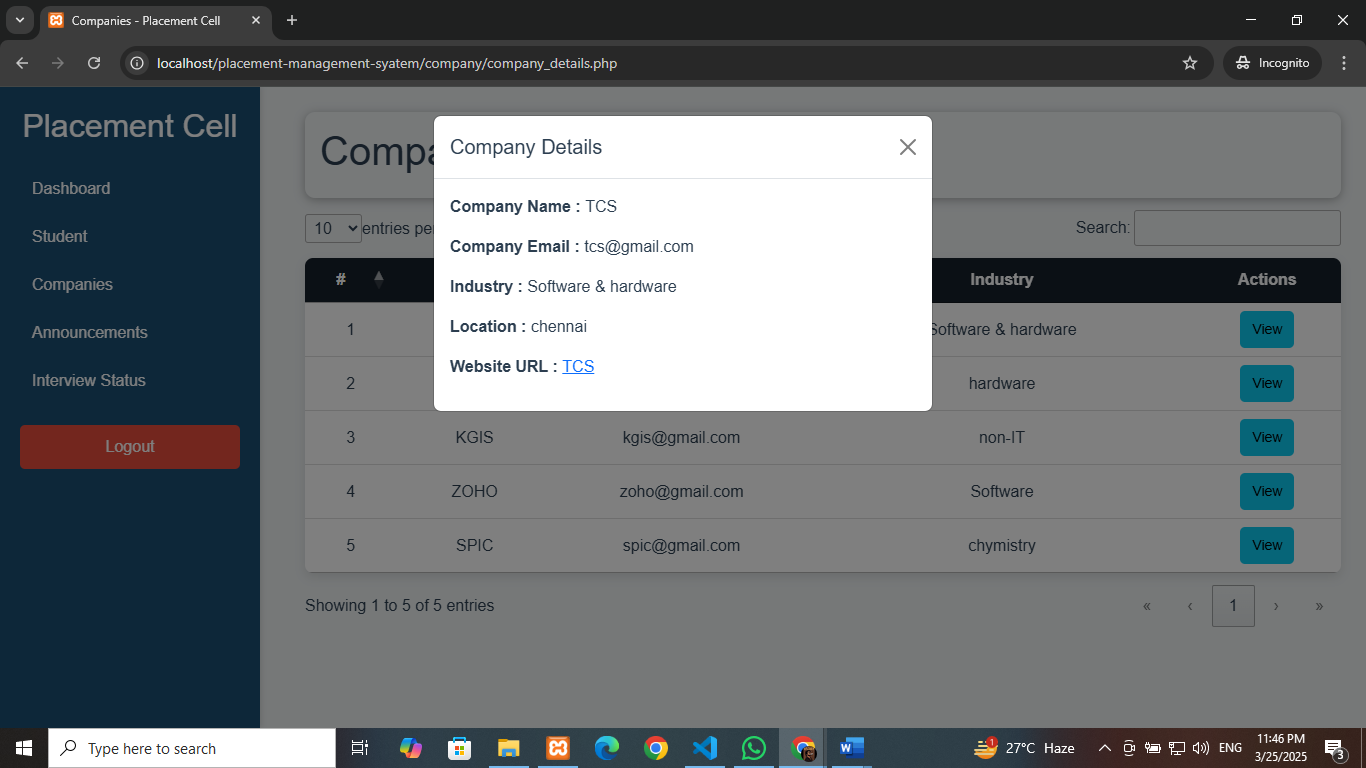 Companies - Placement Cell
localhost/placement-management-syatem/company/company_details.php
Incognito
Placement Cell
Dashboard
Student
Companies
Announcements
Interview Status
Logout
Compa
Company Details
Company Name : TCS
Company Email : tcs@gmail.com
Industry : Software & hardware
Location : chennai
Website URL : TCS
10 entries pe
Search:
# Industry Actions
1 Software & hardware View
2 hardware View
3 KGIS kgis@gmail.com non-IT View
4 ZOHO zoho@gmail.com Software View
5 SPIC spic@gmail.com chymistry View
Showing 1 to 5 of 5 entries
« ‹ 1 › »
Type here to search
1
27°C Haze
ENG
11:46 PM
3/25/2025
3